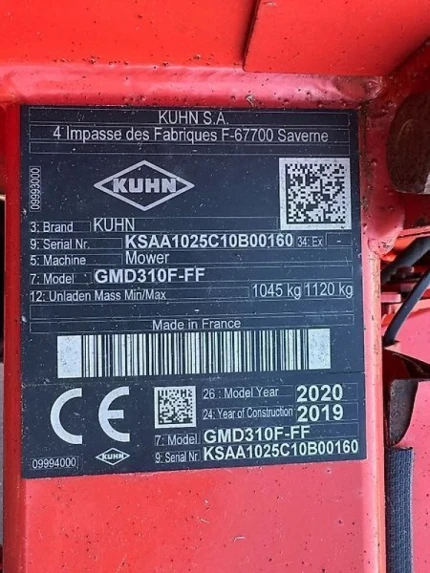 KUHN S.A.
4 Impasse des Fabriques F-67700 Saverne
09993000
KUHN
3: Brand KUHN
9: Serial Nr. KSAA1025C10B00160 34: Ex -
5: Machine Mower
7: Model GMD310F-FF
12: Unladen Mass Min/Max 1045 kg 1120 kg
Made in France
CE
26: Model Year 2020
24: Year of Construction 2019
7: Model GMD310F-FF
09994000 KUHN 9: Serial Nr. KSAA1025C10B00160